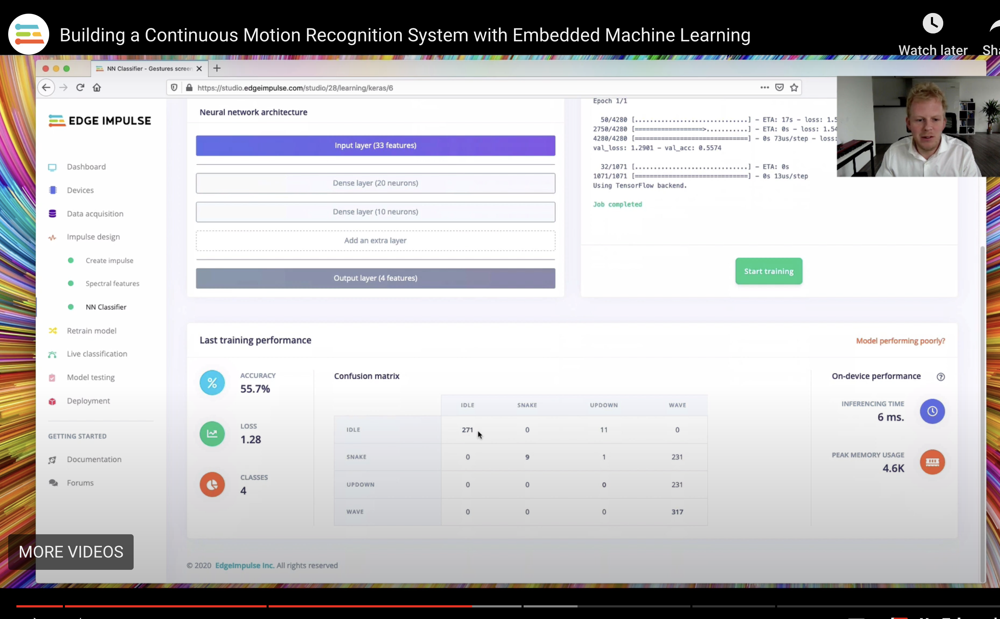 Building a Continuous Motion Recognition System with Embedded Machine Learning
Watch later
NN Classifier - Gestures screen
https://studio.edgeimpulse.com/studio/28/learning/keras/6
EDGE IMPULSE
Dashboard
Devices
Data acquisition
Impulse design
Create impulse
Spectral features
NN Classifier
Retrain model
Live classification
Model testing
Deployment
GETTING STARTED
Documentation
Forums
Neural network architecture
Input layer (33 features)
Dense layer (20 neurons)
Dense layer (10 neurons)
Add an extra layer
Output layer (4 features)
Epoch 1/1
50/4280 [..............................] - ETA: 17s - loss: 1.5
2750/4280 [==================>...........] - ETA: 0s - loss: 1.54
4280/4280 [==============================] - 0s 73us/step - loss:
val_loss: 1.2901 - val_acc: 0.5574
32/1071 [..............................] - ETA: 0s
1071/1071 [==============================] - 0s 13us/step
Using TensorFlow backend.
Job completed
Start training
Last training performance
Model performing poorly?
ACCURACY
55.7%
LOSS
1.28
CLASSES
4
Confusion matrix
IDLE SNAKE UPDOWN WAVE
IDLE 271 0 11 0
SNAKE 0 9 1 231
UPDOWN 0 0 0 231
WAVE 0 0 0 317
On-device performance
INFERENCING TIME
6 ms.
PEAK MEMORY USAGE
4.6K
MORE VIDEOS
© 2020 EdgeImpulse Inc. All rights reserved